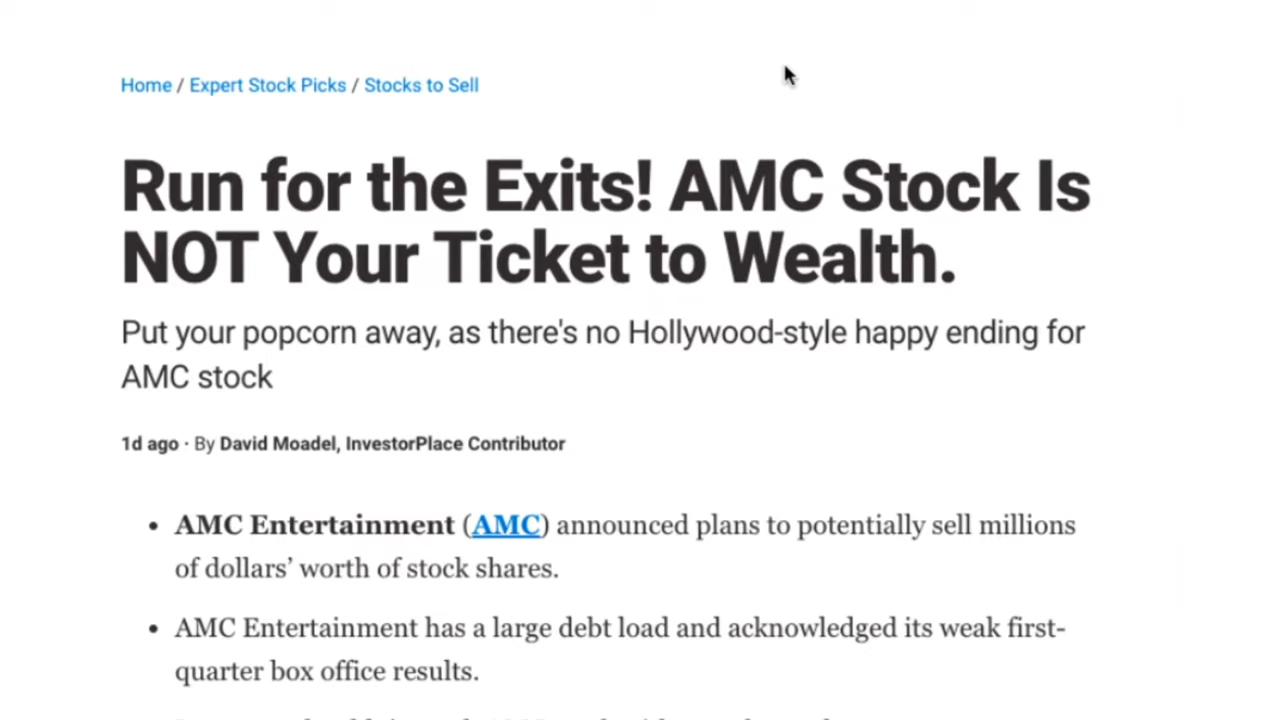 Home / Expert Stock Picks / Stocks to Sell
Run for the Exits! AMC Stock Is
NOT Your Ticket to Wealth.
Put your popcorn away, as there's no Hollywood-style happy ending for
AMC stock
1d ago · By David Moadel, InvestorPlace Contributor
• AMC Entertainment (AMC) announced plans to potentially sell millions
of dollars’ worth of stock shares.
• AMC Entertainment has a large debt load and acknowledged its weak first-
quarter box office results.